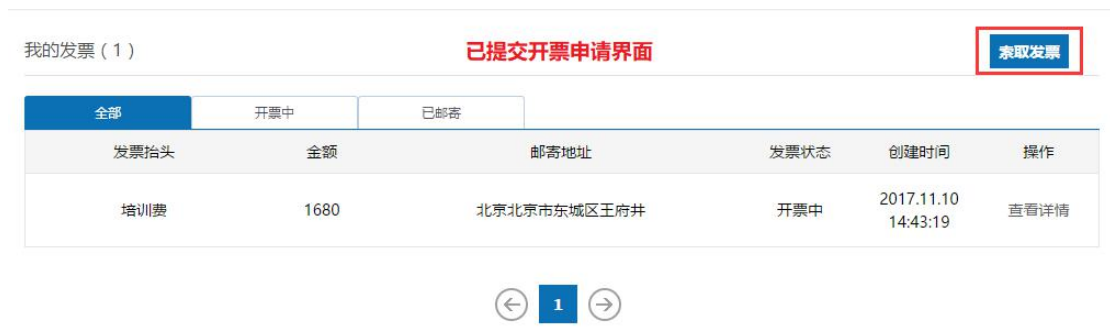 我的发票（1）
已提交开票申请界面
索取发票
全部 开票中 已邮寄
发票抬头 金额 邮寄地址 发票状态 创建时间 操作
培训费 1680 北京北京市东城区王府井 开票中 2017.11.10 查看详情
14:43:19
1